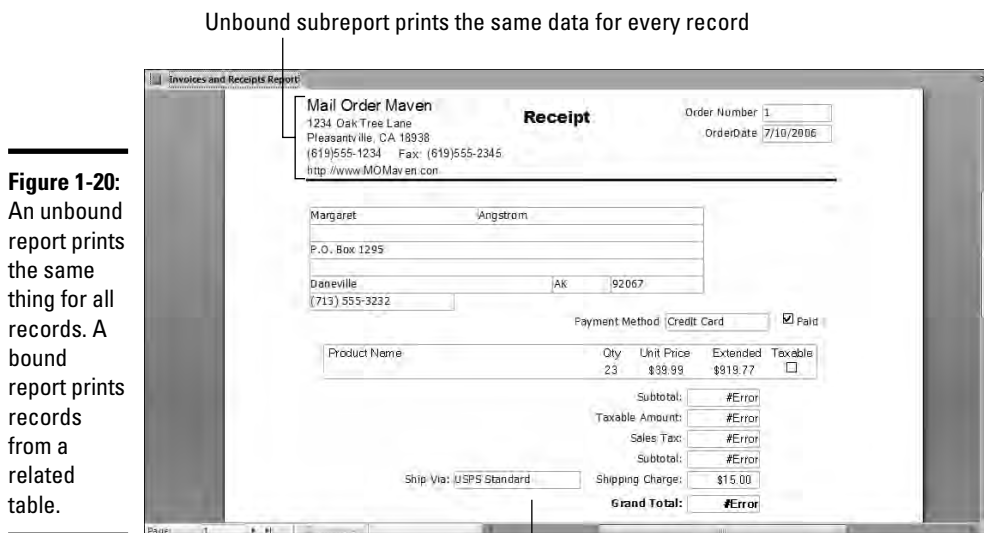 Unbound subreport prints the same data for every record
Invoices and Receipts Report
Mail Order Maven
1234 Oak Tree Lane
Pleasantville, CA 18938
(619)555-1234 Fax: (619)555-2345
http://www.MOMaven.com
Receipt
Order Number 1
OrderDate 7/10/2006
Figure 1-20:
An unbound
report prints
the same
thing for all
records. A
bound
report prints
records
from a
related
table.
Margaret Angstrom
P.O. Box 1295
Daneville AK 92067
(713) 555-3232
Payment Method Credit Card Paid
Product Name Qty Unit Price Extended Taxable
23 $39.99 $919.77
Subtotal: #Error
Taxable Amount: #Error
Sales Tax: #Error
Subtotal: #Error
Ship Via: USPS Standard Shipping Charge: $15.00
Grand Total: #Error
Page: 1